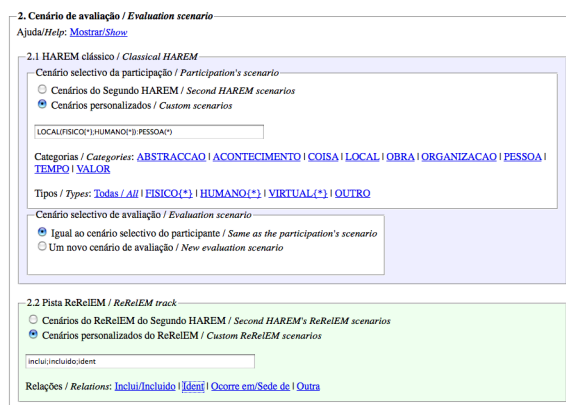 2. Cenário de avaliação / Evaluation scenario
Ajuda/Help: Mostrar/Show
2.1 HAREM clássico / Classical HAREM
Cenário selectivo da participação / Participation's scenario
Cenários do Segundo HAREM / Second HAREM scenarios
Cenários personalizados / Custom scenarios
LOCAL(FISICO{*};HUMANO{*}):PESSOA(*)
Categorias / Categories: ABSTRACCAO | ACONTECIMENTO | COISA | LOCAL | OBRA | ORGANIZACAO | PESSOA |
TEMPO | VALOR
Tipos / Types: Todas / All | FISICO{*} | HUMANO{*} | VIRTUAL{*} | OUTRO
Cenário selectivo de avaliação / Evaluation scenario
Igual ao cenário selectivo do participante / Same as the participation's scenario
Um novo cenário de avaliação / New evaluation scenario
2.2 Pista ReRelEM / ReRelEM track
Cenários do ReRelEM do Segundo HAREM / Second HAREM's ReRelEM scenarios
Cenários personalizados do ReRelEM / Custom ReRelEM scenarios
inclui;incluido;ident
Relações / Relations: Inclui/Incluido | Ident | Ocorre em/Sede de | Outra